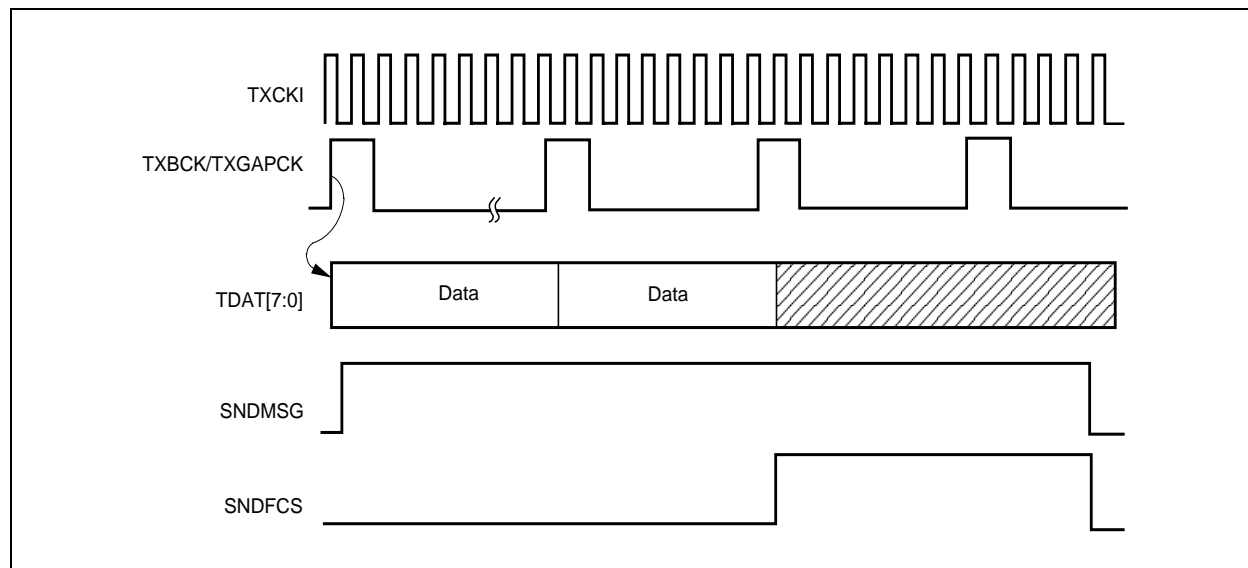 TXCKI
TXBCK/TXGAPCK
TDAT[7:0]
Data
Data
SNDMSG
SNDFCS